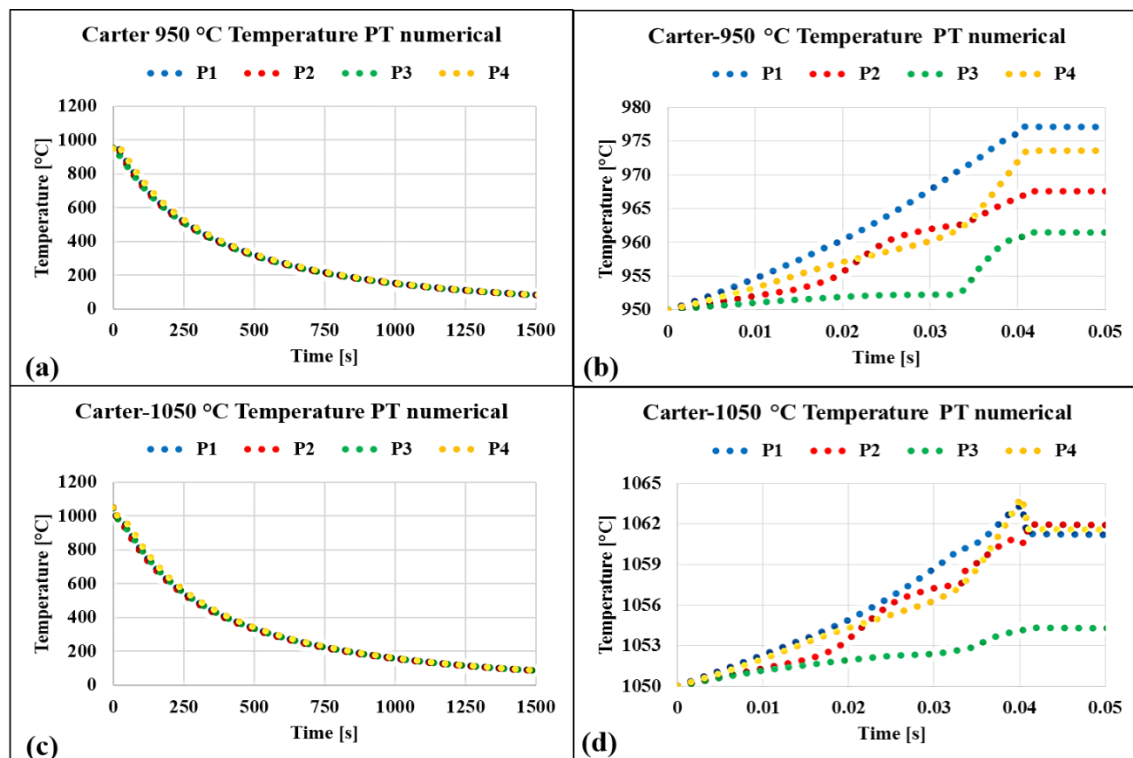 Carter 950 °C Temperature PT numerical
P1 P2 P3 P4
1200
1000
800
600
400
200
0
Temperature [°C]
0 250 500 750 1000 1250 1500
Time [s]
(a)
Carter-950 °C Temperature PT numerical
P1 P2 P3 P4
980
975
970
965
960
955
950
Temperature [°C]
0 0.01 0.02 0.03 0.04 0.05
Time [s]
(b)
Carter-1050 °C Temperature PT numerical
P1 P2 P3 P4
1200
1000
800
600
400
200
0
Temperature [°C]
0 250 500 750 1000 1250 1500
Time [s]
(c)
Carter-1050 °C Temperature PT numerical
P1 P2 P3 P4
1065
1062
1059
1056
1053
1050
Temperature [°C]
0 0.01 0.02 0.03 0.04 0.05
Time [s]
(d)